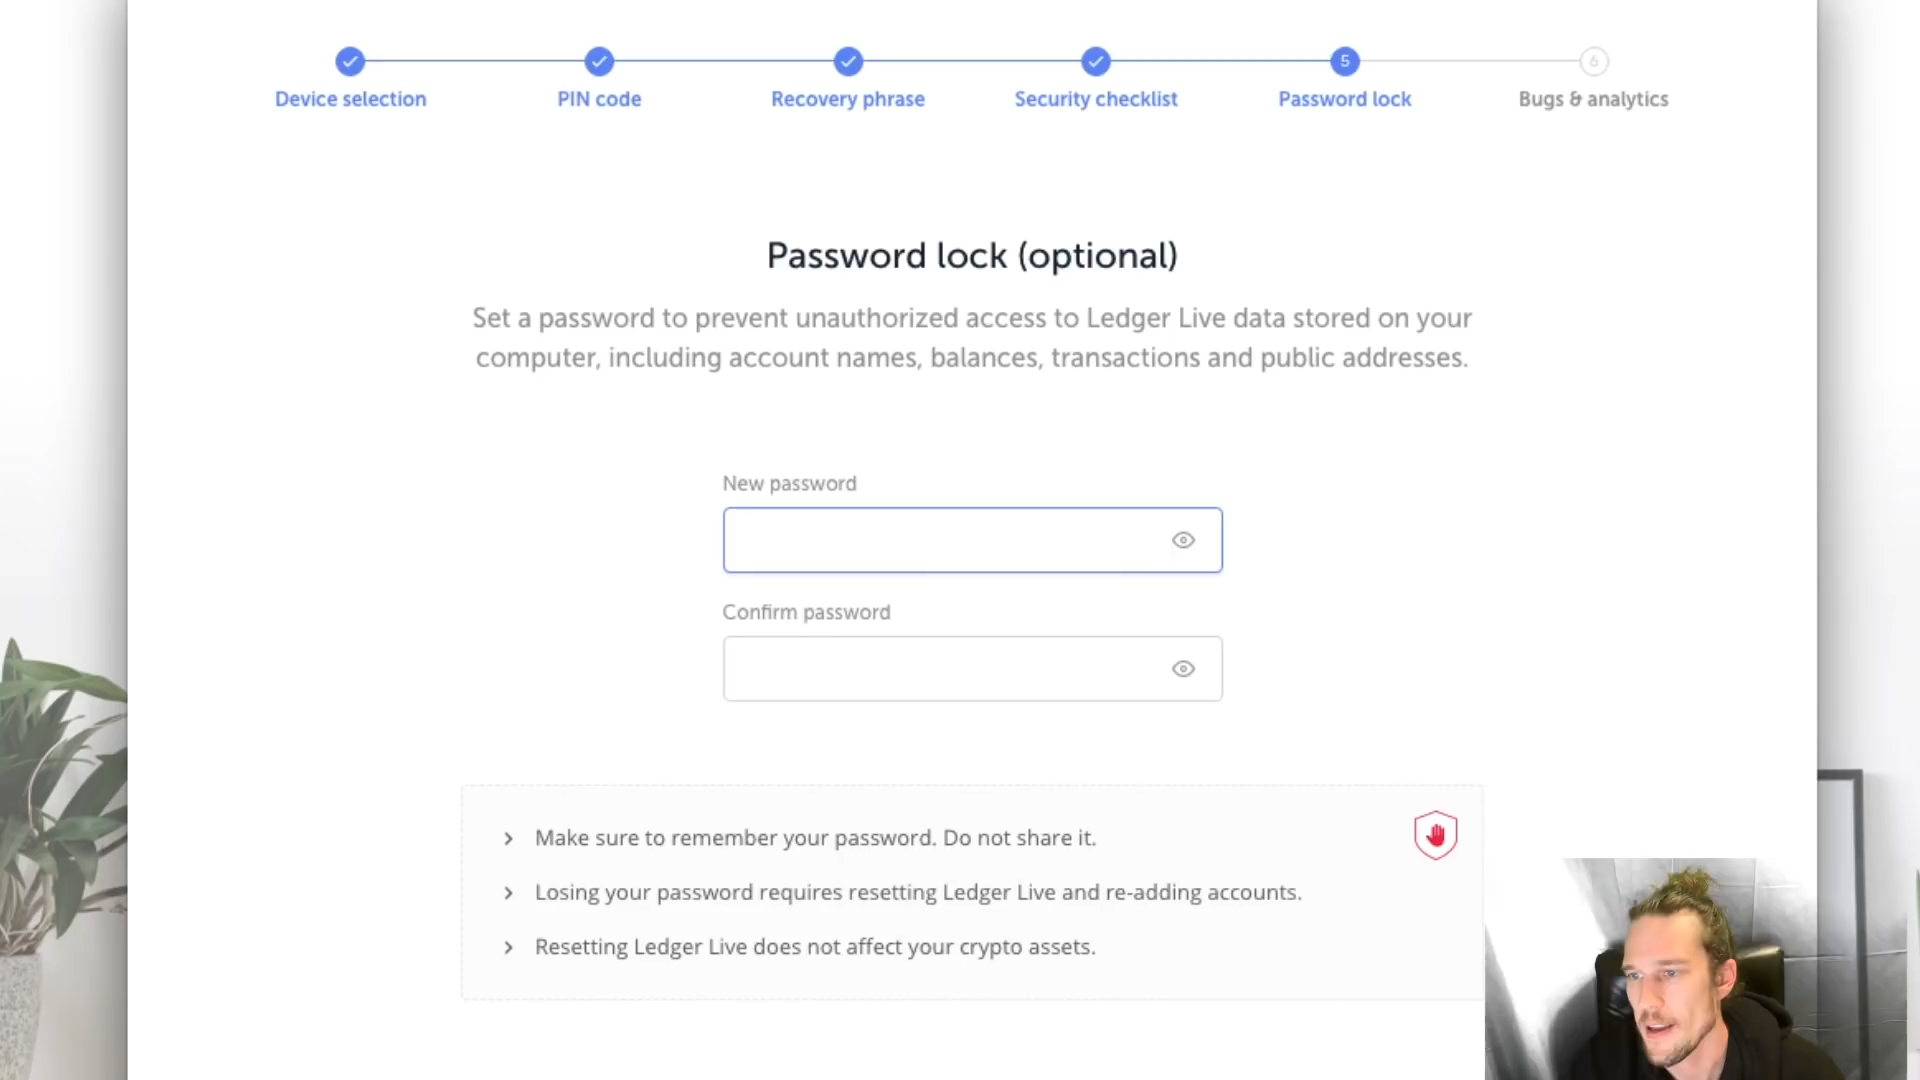 5
6
Device selection
PIN code
Recovery phrase
Security checklist
Password lock
Bugs & analytics
Password lock (optional)
Set a password to prevent unauthorized access to Ledger Live data stored on your
computer, including account names, balances, transactions and public addresses.
New password
Confirm password
Make sure to remember your password. Do not share it.
Losing your password requires resetting Ledger Live and re-adding accounts.
Resetting Ledger Live does not affect your crypto assets.